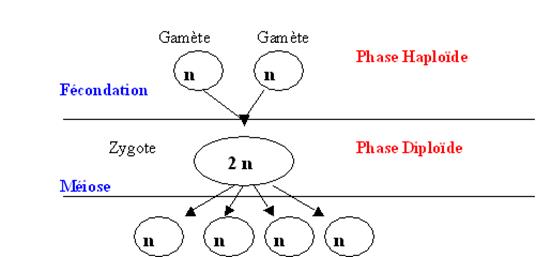 Gamète Gamète
n n
Phase Haploïde
Fécondation
Zygote 2 n Phase Diploïde
Méiose
n n n n